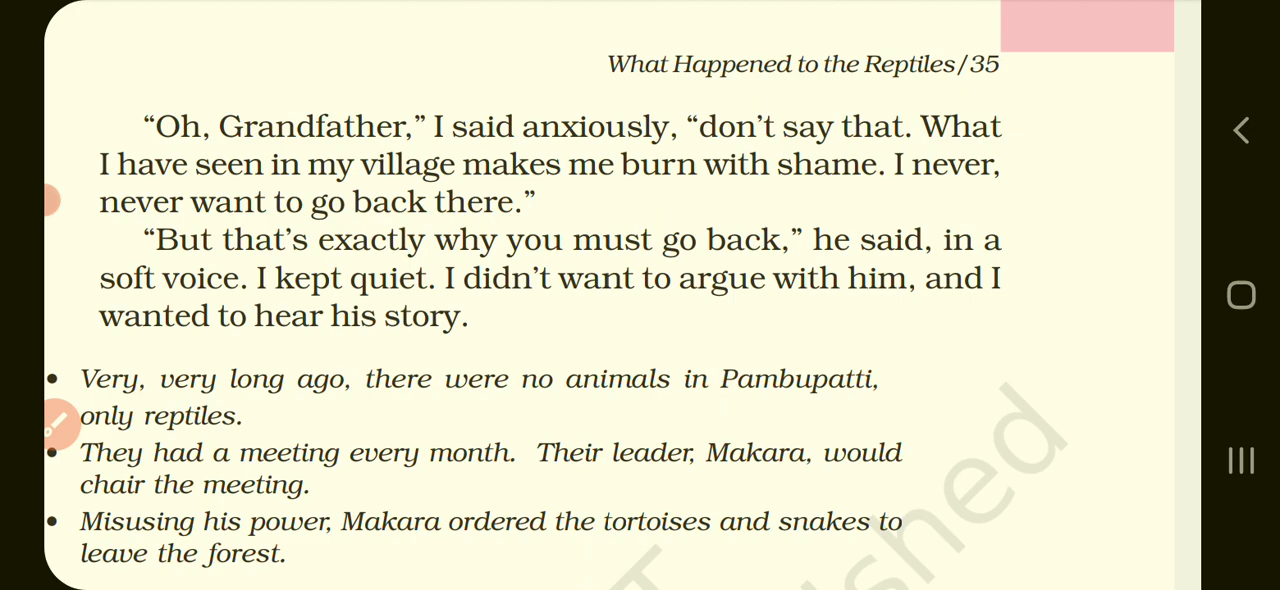 What Happened to the Reptiles/35
“Oh, Grandfather,” I said anxiously, “don’t say that. What
I have seen in my village makes me burn with shame. I never,
never want to go back there.”
“But that’s exactly why you must go back,” he said, in a
soft voice. I kept quiet. I didn’t want to argue with him, and I
wanted to hear his story.
• Very, very long ago, there were no animals in Pambupatti,
only reptiles.
• They had a meeting every month. Their leader, Makara, would
chair the meeting.
• Misusing his power, Makara ordered the tortoises and snakes to
leave the forest.